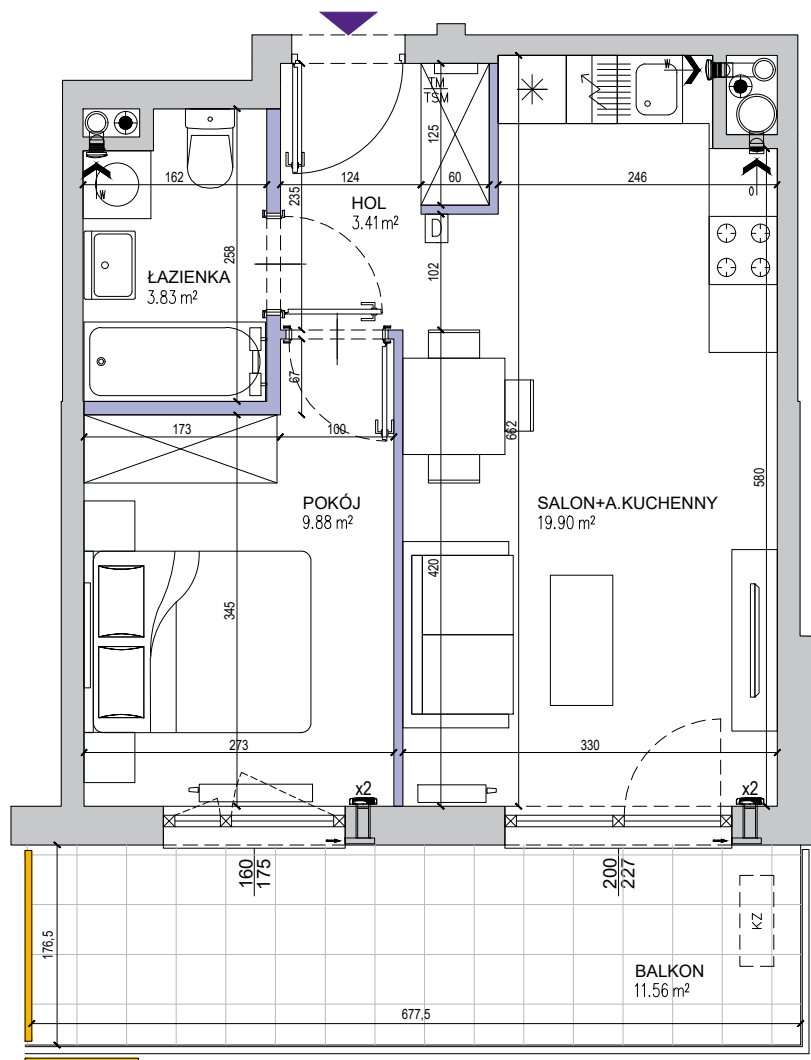 TM
TSM
W
125
162
124
60
246
W
O
235
HOL
3.41 m²
D
258
102
ŁAZIENKA
3.83 m²
67
173
100
662
580
POKÓJ
9.88 m²
SALON+A.KUCHENNY
19.90 m²
345
420
273
330
x2
x2
160
175
200
227
176,5
KZ
BALKON
11.56 m²
677,5